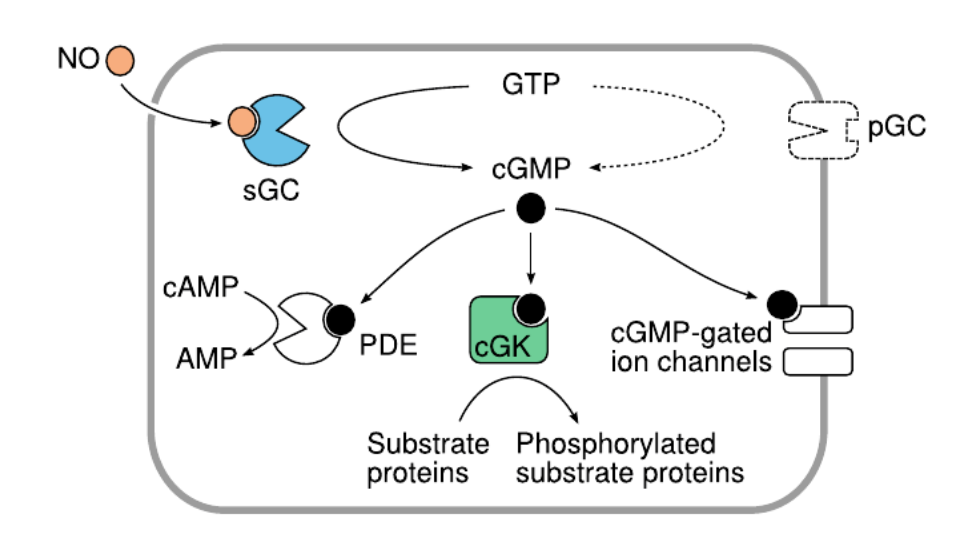 NO
GTP
pGC
sGC
cGMP
cAMP
AMP
PDE
cGK
cGMP-gated
ion channels
Substrate
proteins
Phosphorylated
substrate proteins